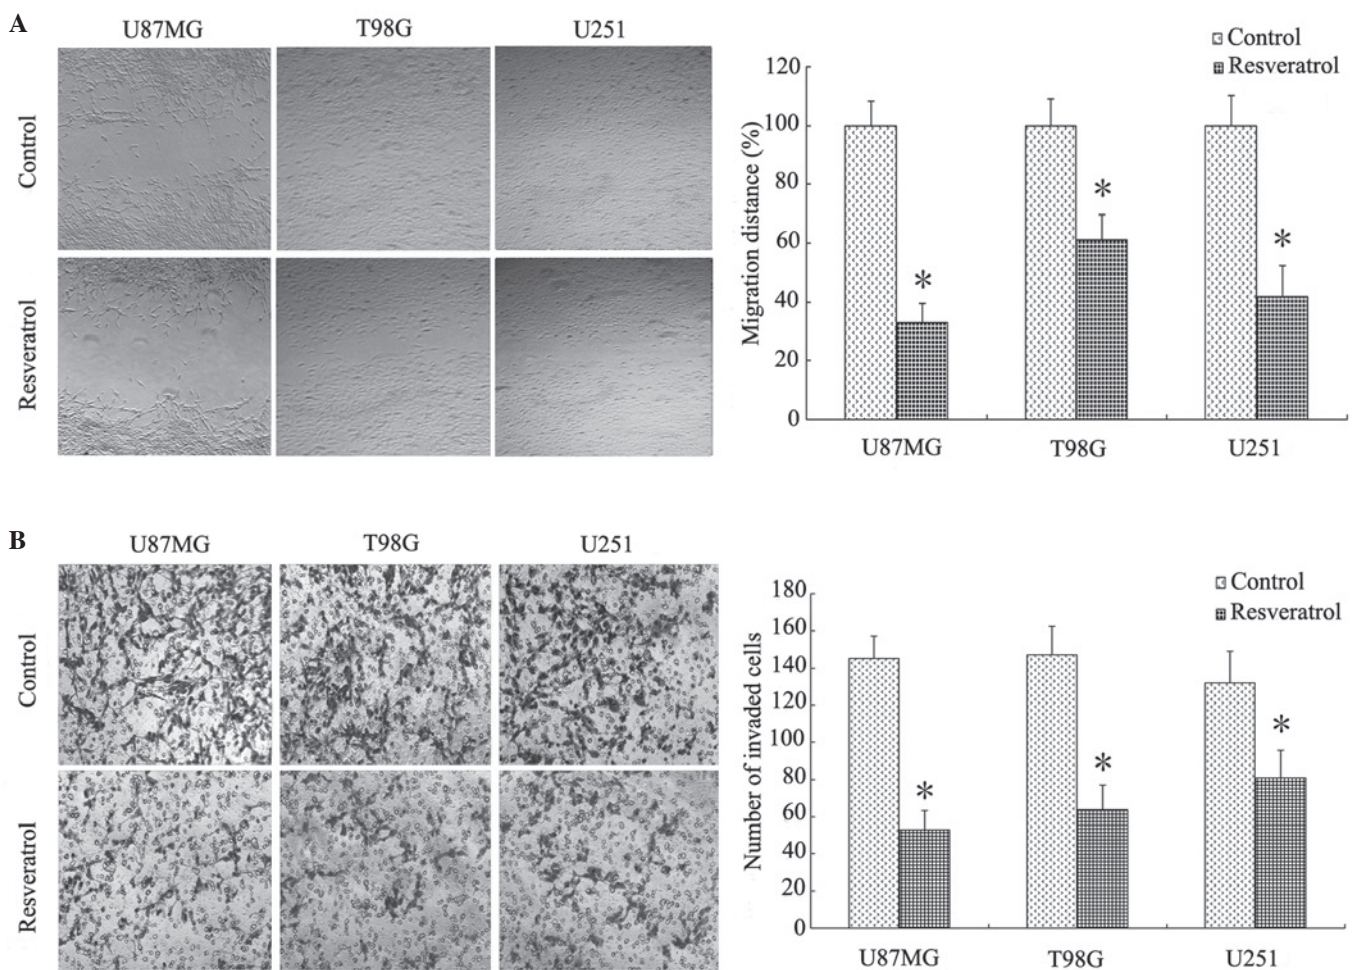 A
U87MG T98G U251
Control
Resveratrol
Control
Resveratrol
Migration distance (%)
120
100
80
60
40
20
0
* * *
U87MG T98G U251
B
U87MG T98G U251
Control
Resveratrol
Control
Resveratrol
Number of invaded cells
180
160
140
120
100
80
60
40
20
0
* * *
U87MG T98G U251